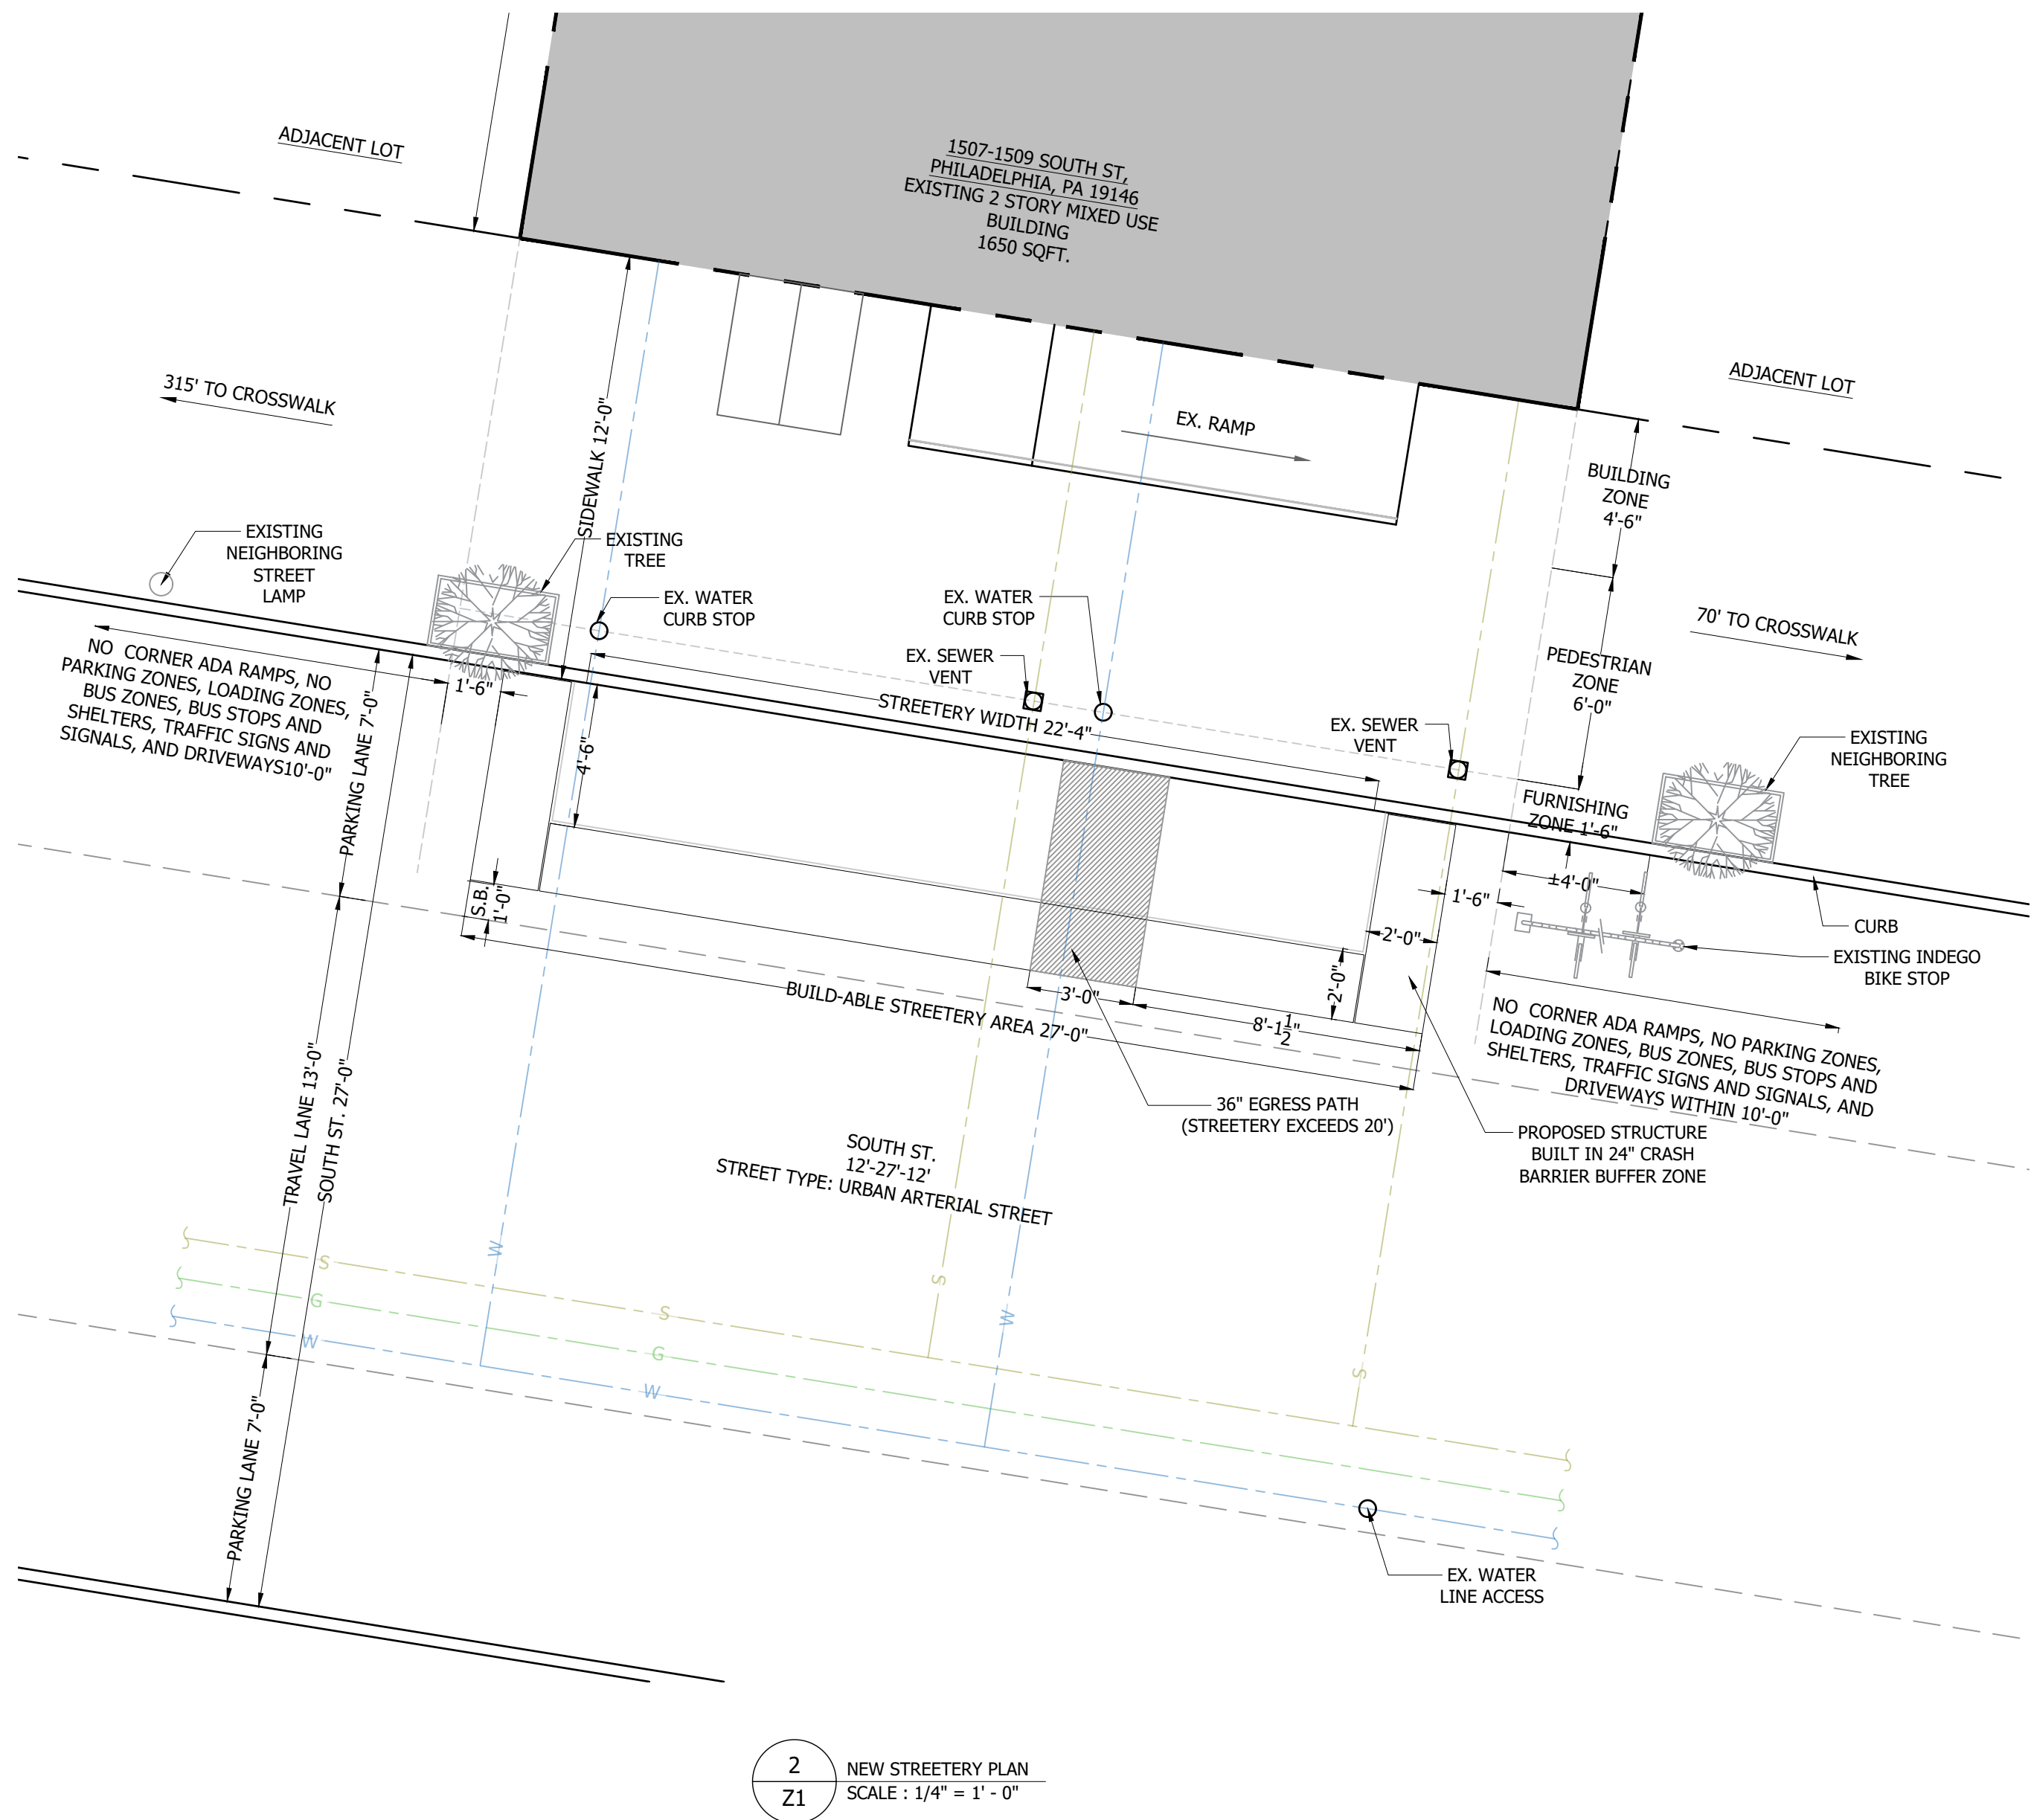 ADJACENT LOT
1507-1509 SOUTH ST,
PHILADELPHIA, PA 19146
EXISTING 2 STORY MIXED USE
BUILDING
1650 SQFT.
ADJACENT LOT
315' TO CROSSWALK
SIDEWALK 12'-0"
EX. RAMP
BUILDING
ZONE
4'-6"
EXISTING
NEIGHBORING
STREET
LAMP
EXISTING
TREE
EX. WATER
CURB STOP
EX. WATER
CURB STOP
EX. SEWER
VENT
70' TO CROSSWALK
PEDESTRIAN
ZONE
6'-0"
NO CORNER ADA RAMPS, NO
PARKING ZONES, LOADING ZONES,
BUS ZONES, BUS STOPS AND
SHELTERS, TRAFFIC SIGNS AND
SIGNALS, AND DRIVEWAYS10'-0"
1'-6"
PARKING LANE 7'-0"
4'-6"
STREETERY WIDTH 22'-4"
EX. SEWER
VENT
EXISTING
NEIGHBORING
TREE
FURNISHING
ZONE 1'-6"
±4'-0"
S.B.
1'-0"
1'-6"
2'-0"
CURB
EXISTING INDEGO
BIKE STOP
2'-0"
3'-0"
8'-1 1/2"
BUILD-ABLE STREETERY AREA 27'-0"
NO CORNER ADA RAMPS, NO PARKING ZONES,
LOADING ZONES, BUS ZONES, BUS STOPS AND
SHELTERS, TRAFFIC SIGNS AND SIGNALS, AND
DRIVEWAYS WITHIN 10'-0"
36" EGRESS PATH
(STREETERY EXCEEDS 20')
PROPOSED STRUCTURE
BUILT IN 24" CRASH
BARRIER BUFFER ZONE
TRAVEL LANE 13'-0"
SOUTH ST. 27'-0"
SOUTH ST.
12'-27'-12'
STREET TYPE: URBAN ARTERIAL STREET
W
S
W
S
S
G
W
S
G
W
PARKING LANE 7'-0"
EX. WATER
LINE ACCESS
2
Z1
NEW STREETERY PLAN
SCALE : 1/4" = 1' - 0"